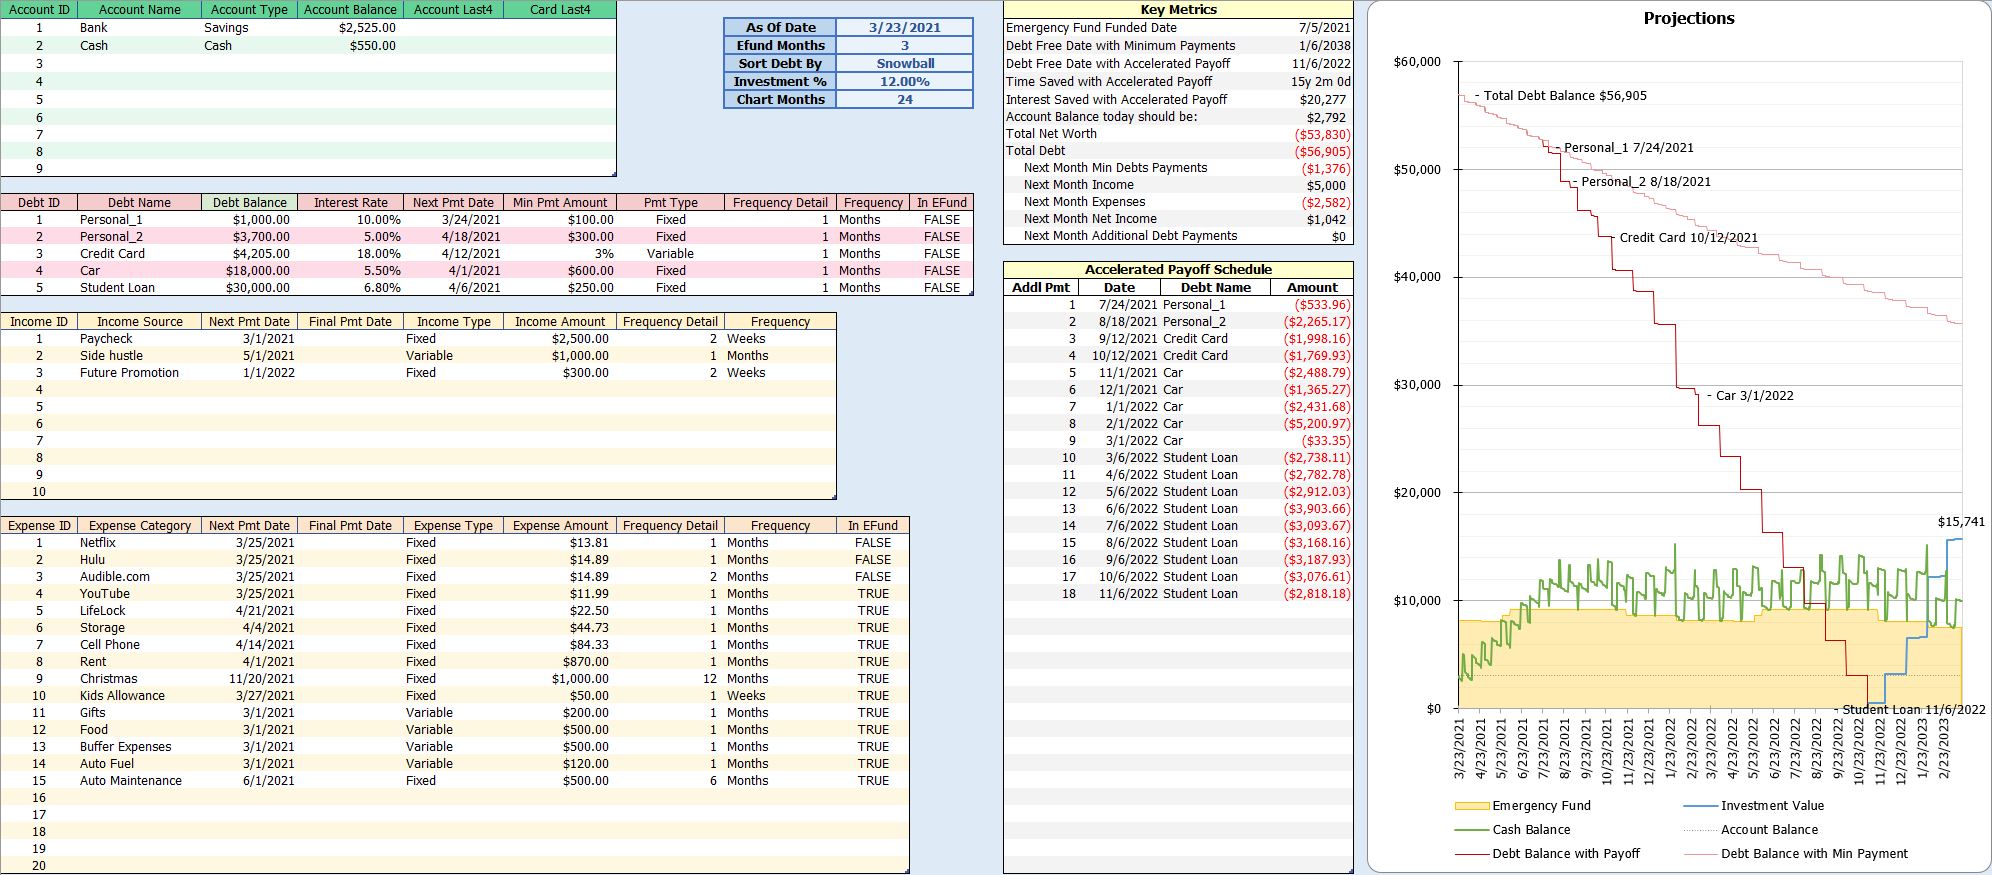 Account ID Account Name Account Type Account Balance Account Last4 Card Last4
1 Bank Savings $2,525.00
2 Cash Cash $550.00
3
4
5
6
7
8
9
As Of Date 3/23/2021
Efund Months 3
Sort Debt By Snowball
Investment % 12.00%
Chart Months 24
Debt ID Debt Name Debt Balance Interest Rate Next Pmt Date Min Pmt Amount Pmt Type Frequency Detail Frequency In EFund
1 Personal_1 $1,000.00 10.00% 3/24/2021 $100.00 Fixed 1 Months FALSE
2 Personal_2 $3,700.00 5.00% 4/18/2021 $300.00 Fixed 1 Months FALSE
3 Credit Card $4,205.00 18.00% 4/12/2021 3% Variable 1 Months FALSE
4 Car $18,000.00 5.50% 4/1/2021 $600.00 Fixed 1 Months FALSE
5 Student Loan $30,000.00 6.80% 4/6/2021 $250.00 Fixed 1 Months FALSE
Income ID Income Source Next Pmt Date Final Pmt Date Income Type Income Amount Frequency Detail Frequency
1 Paycheck 3/1/2021 Fixed $2,500.00 2 Weeks
2 Side hustle 5/1/2021 Variable $1,000.00 1 Months
3 Future Promotion 1/1/2022 Fixed $300.00 2 Weeks
4
5
6
7
8
9
10
Expense ID Expense Category Next Pmt Date Final Pmt Date Expense Type Expense Amount Frequency Detail Frequency In EFund
1 Netflix 3/25/2021 Fixed $13.81 1 Months FALSE
2 Hulu 3/25/2021 Fixed $14.89 1 Months FALSE
3 Audible.com 3/25/2021 Fixed $14.89 2 Months FALSE
4 YouTube 3/25/2021 Fixed $11.99 1 Months TRUE
5 LifeLock 4/21/2021 Fixed $22.50 1 Months TRUE
6 Storage 4/4/2021 Fixed $44.73 1 Months TRUE
7 Cell Phone 4/14/2021 Fixed $84.33 1 Months TRUE
8 Rent 4/1/2021 Fixed $870.00 1 Months TRUE
9 Christmas 11/20/2021 Fixed $1,000.00 12 Months TRUE
10 Kids Allowance 3/27/2021 Fixed $50.00 1 Weeks TRUE
11 Gifts 3/1/2021 Variable $200.00 1 Months TRUE
12 Food 3/1/2021 Variable $500.00 1 Months TRUE
13 Buffer Expenses 3/1/2021 Variable $500.00 1 Months TRUE
14 Auto Fuel 3/1/2021 Variable $120.00 1 Months TRUE
15 Auto Maintenance 6/1/2021 Fixed $500.00 6 Months TRUE
16
17
18
19
20
Key Metrics
Emergency Fund Funded Date 7/5/2021
Debt Free Date with Minimum Payments 1/6/2038
Debt Free Date with Accelerated Payoff 11/6/2022
Time Saved with Accelerated Payoff 15y 2m 0d
Interest Saved with Accelerated Payoff $20,277
Account Balance today should be: $2,792
Total Net Worth ($53,830)
Total Debt ($56,905)
Next Month Min Debts Payments ($1,376)
Next Month Income $5,000
Next Month Expenses ($2,582)
Next Month Net Income $1,042
Next Month Additional Debt Payments $0
Accelerated Payoff Schedule
Addl Pmt Date Debt Name Amount
1 7/24/2021 Personal_1 ($533.96)
2 8/18/2021 Personal_2 ($2,265.17)
3 9/12/2021 Credit Card ($1,998.16)
4 10/12/2021 Credit Card ($1,769.93)
5 11/1/2021 Car ($2,488.79)
6 12/1/2021 Car ($1,365.27)
7 1/1/2022 Car ($2,431.68)
8 2/1/2022 Car ($5,200.97)
9 3/1/2022 Car ($33.35)
10 3/6/2022 Student Loan ($2,738.11)
11 4/6/2022 Student Loan ($2,782.78)
12 5/6/2022 Student Loan ($2,912.03)
13 6/6/2022 Student Loan ($3,903.66)
14 7/6/2022 Student Loan ($3,093.67)
15 8/6/2022 Student Loan ($3,168.16)
16 9/6/2022 Student Loan ($3,187.93)
17 10/6/2022 Student Loan ($3,076.61)
18 11/6/2022 Student Loan ($2,818.18)
Projections
$60,000
- Total Debt Balance $56,905
- Personal_1 7/24/2021
$50,000
- Personal_2 8/18/2021
- Credit Card 10/12/2021
$40,000
$30,000
- Car 3/1/2022
$20,000
$15,741
$10,000
$0
- Student Loan 11/6/2022
3/23/2021
4/23/2021
5/23/2021
6/23/2021
7/23/2021
8/23/2021
9/23/2021
10/23/2021
11/23/2021
12/23/2021
1/23/2022
2/23/2022
3/23/2022
4/23/2022
5/23/2022
6/23/2022
7/23/2022
8/23/2022
9/23/2022
10/23/2022
11/23/2022
12/23/2022
1/23/2023
2/23/2023
Emergency Fund Investment Value
Cash Balance Account Balance
Debt Balance with Payoff Debt Balance with Min Payment